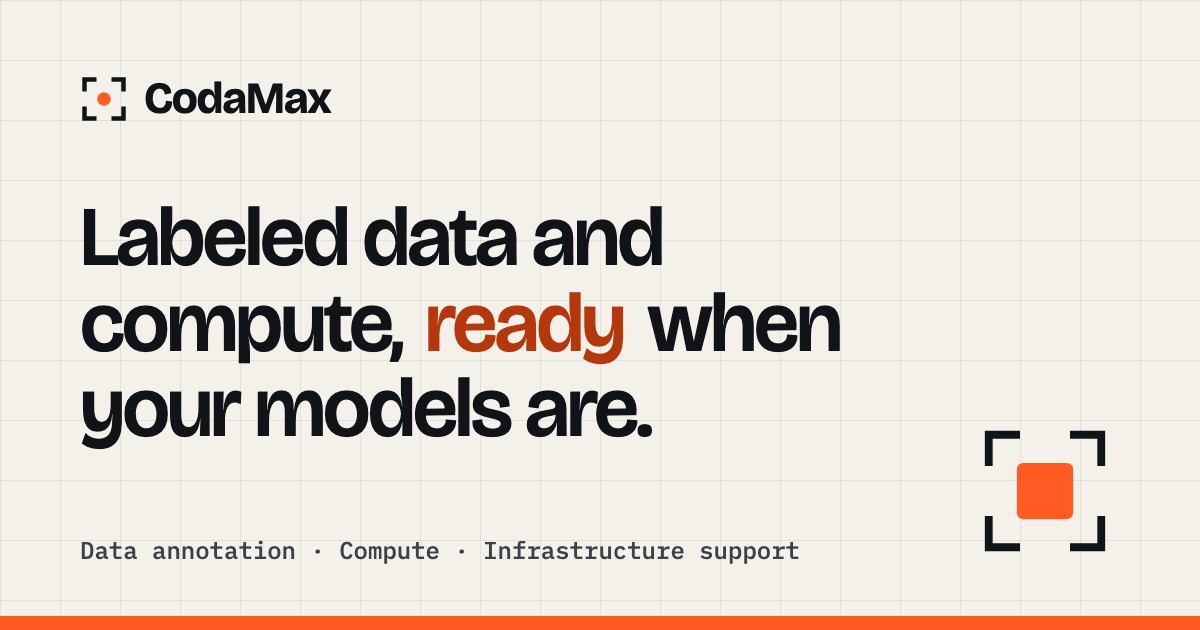 CodaMax
Labeled data and
compute, ready when
your models are.
Data annotation · Compute · Infrastructure support